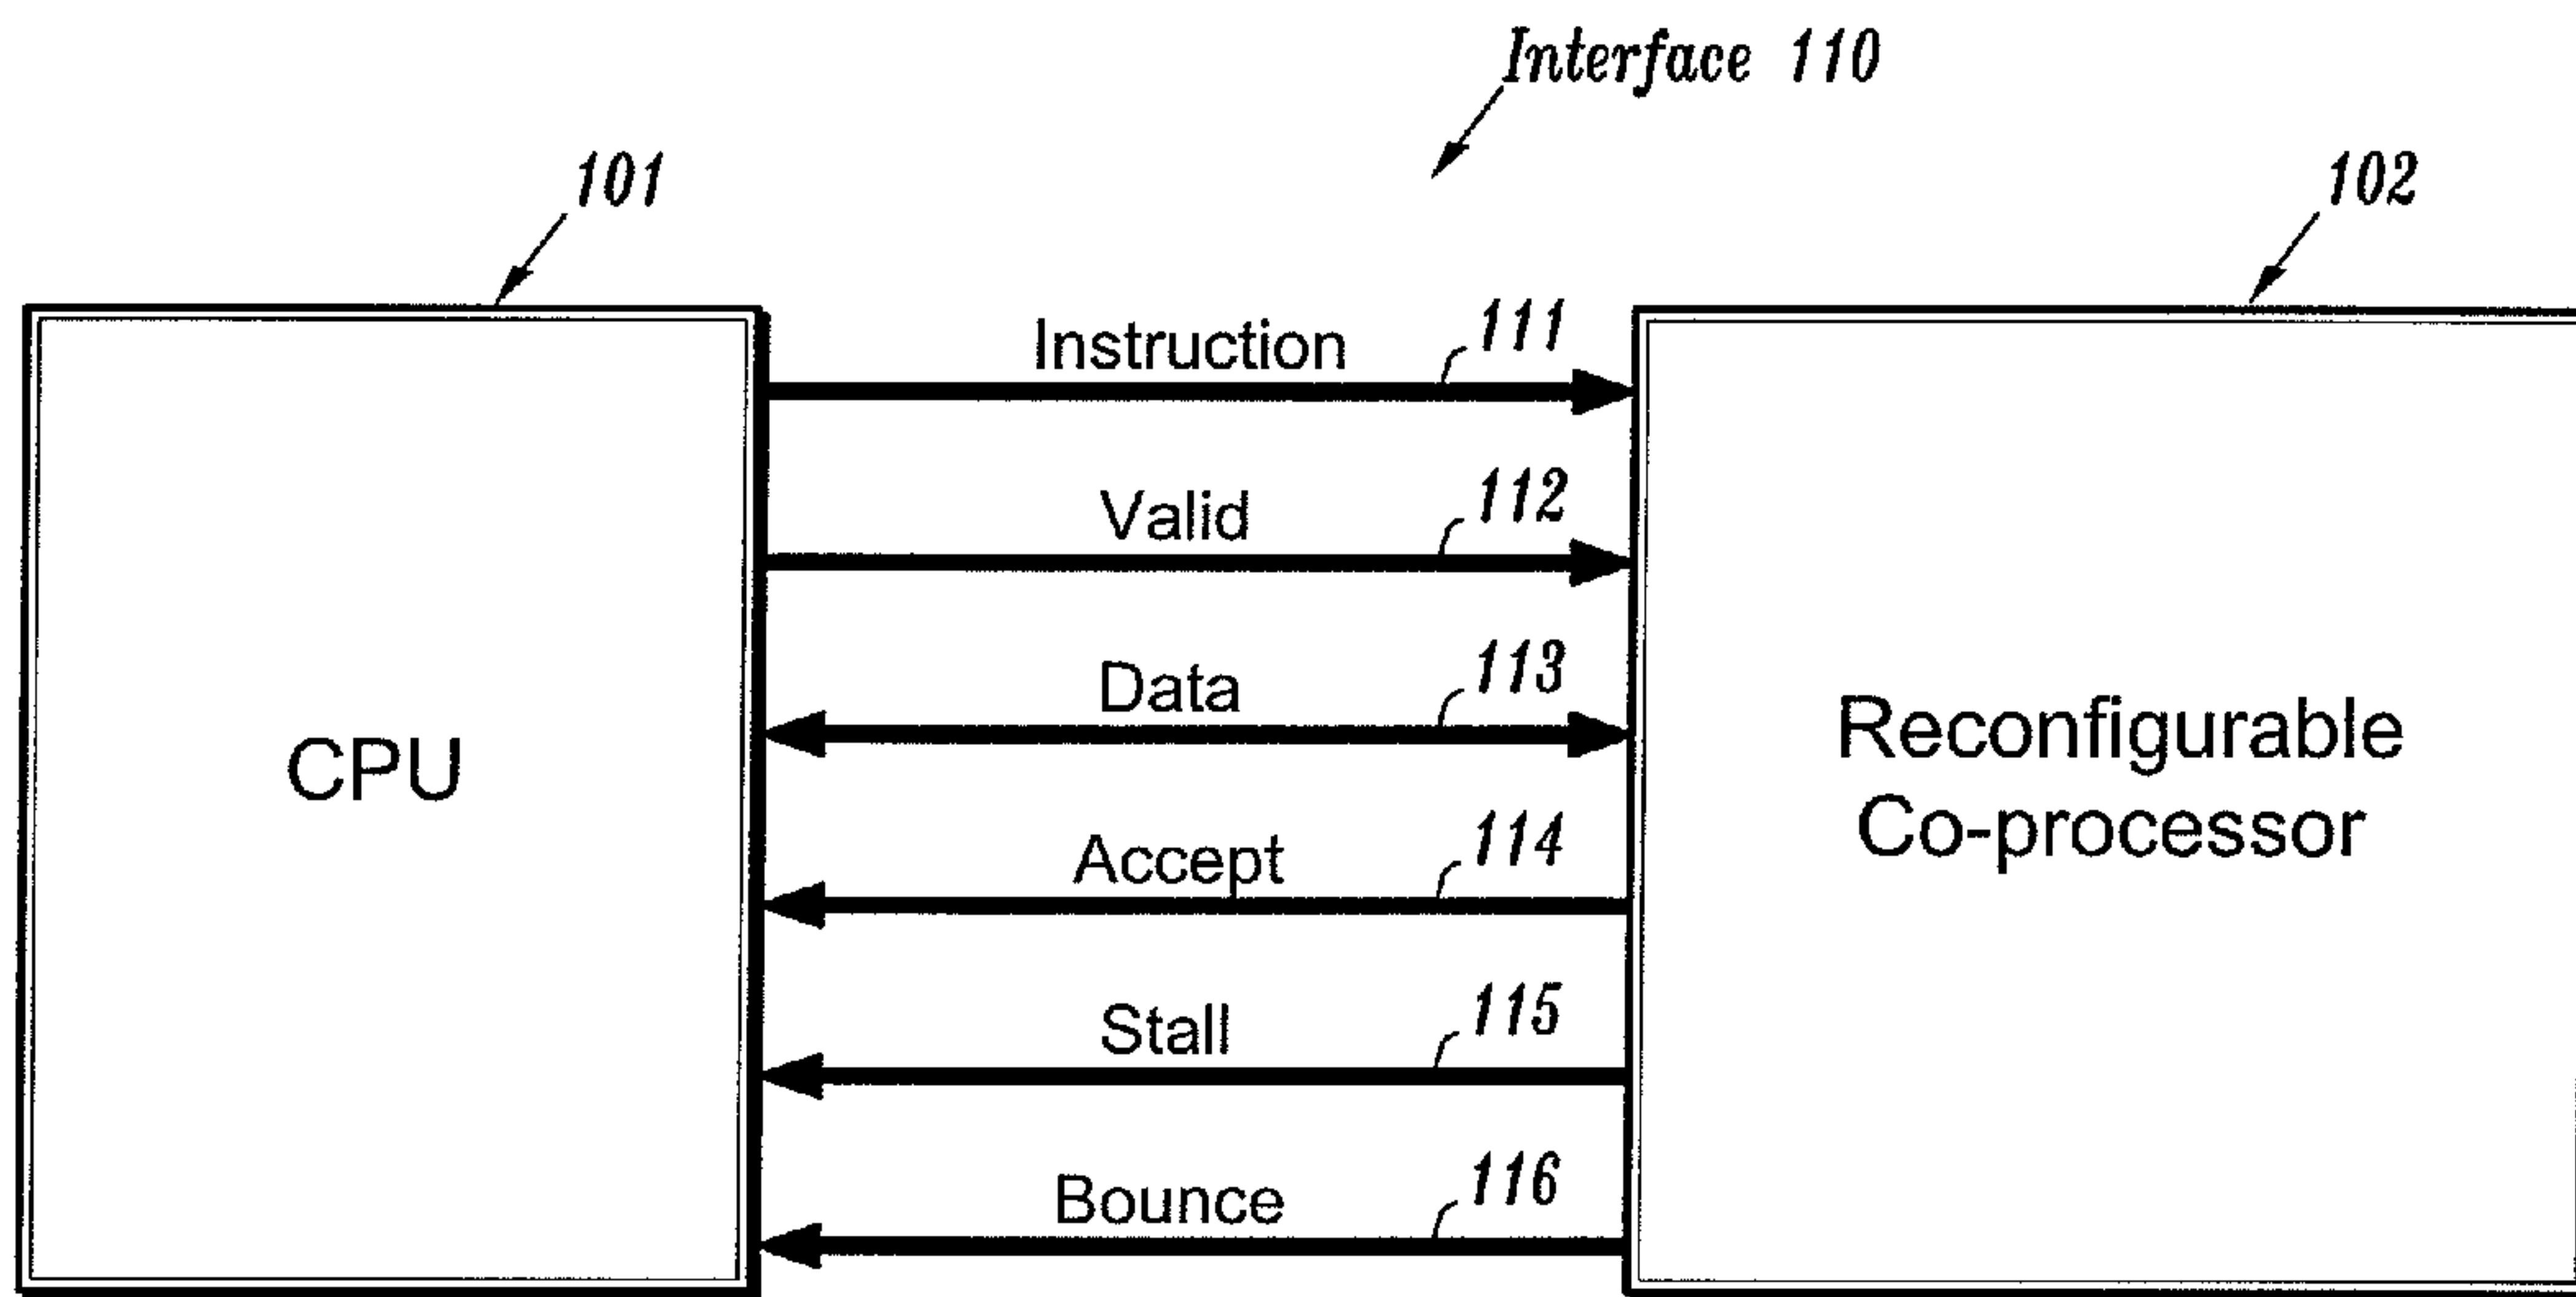 Interface 110
101
102
Instruction 111
Valid 112
Data 113
CPU
Reconfigurable
Co-processor
Accept 114
Stall 115
Bounce 116